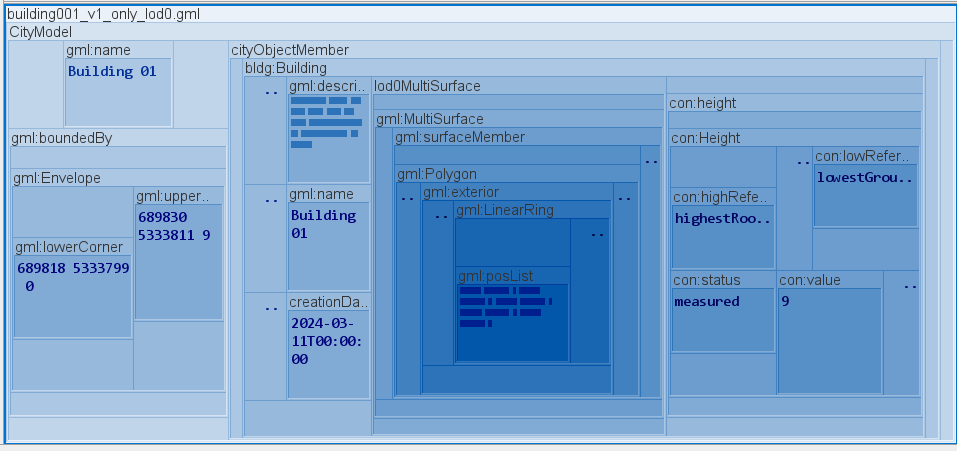 building001_v1_only_lod0.gml
CityModel
gml:name
Building 01
gml:boundedBy
gml:Envelope
gml:upper..
689830
5333811 9
gml:lowerCorner
689818 5333799
0
cityObjectMember
bldg:Building
..
gml:descri..
..
gml:name
Building
01
..
creationDa..
2024-03-
11T00:00:
00
lod0MultiSurface
gml:MultiSurface
gml:surfaceMember
..
gml:Polygon
..
gml:exterior
..
..
gml:LinearRing
..
gml:posList
con:height
con:Height
..
con:lowRefer..
lowestGrou..
con:highRefe..
highestRoo..
con:status
measured
con:value
9
..